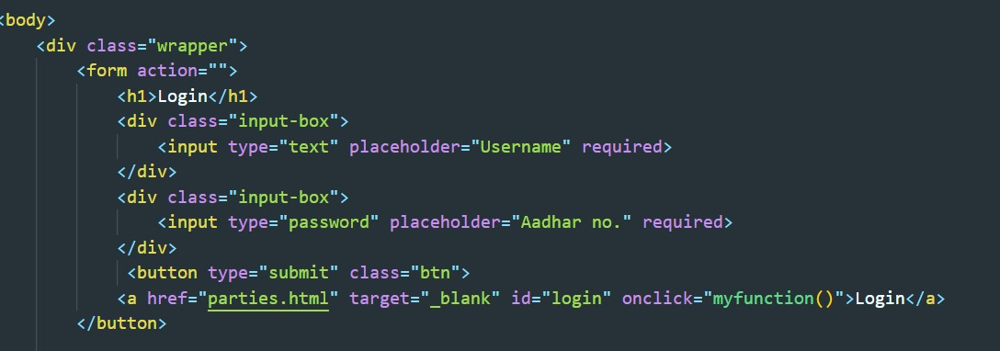 <body>
<div class="wrapper">
<form action="">
<h1>Login</h1>
<div class="input-box">
<input type="text" placeholder="Username" required>
</div>
<div class="input-box">
<input type="password" placeholder="Aadhar no." required>
</div>
<button type="submit" class="btn">
<a href="parties.html" target="_blank" id="login" onclick="myfunction()">Login</a>
</button>